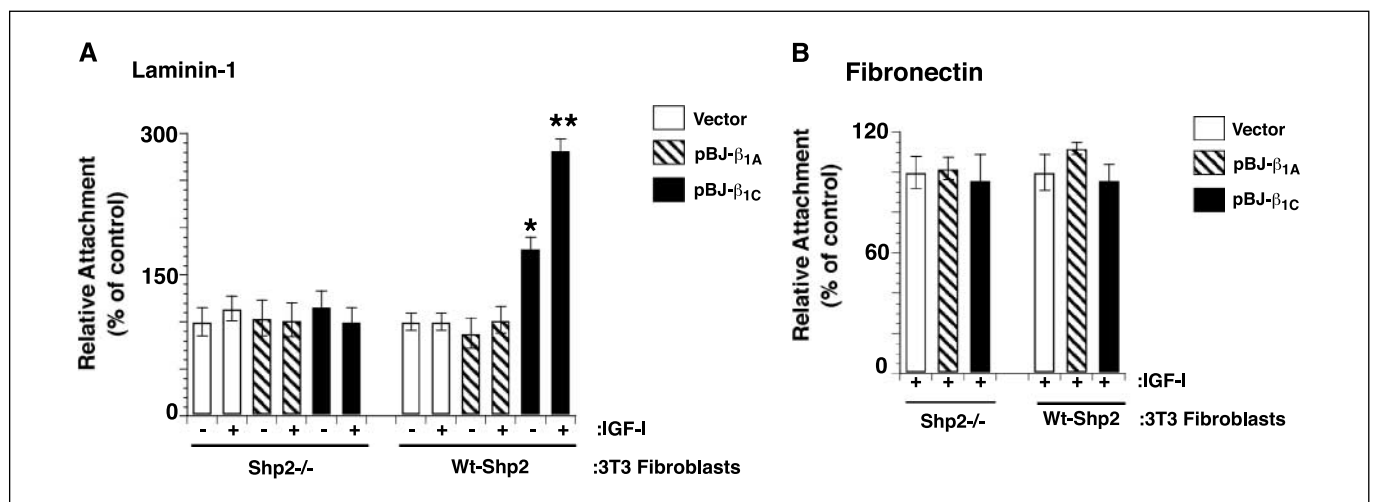 A
Laminin-1
Relative Attachment
(% of control)
300
150
0
Vector
pBJ-β1A
pBJ-β1C
*
**
- + - + - +
- + - + - +
:IGF-I
Shp2-/-
Wt-Shp2
:3T3 Fibroblasts
B
Fibronectin
Relative Attachment
(% of control)
120
60
0
Vector
pBJ-β1A
pBJ-β1C
+ + +
+ + +
:IGF-I
Shp2-/-
Wt-Shp2
:3T3 Fibroblasts